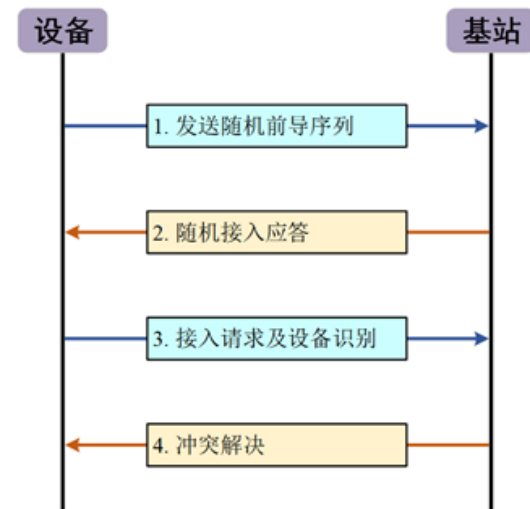 设备
基站
1. 发送随机前导序列
2. 随机接入应答
3. 接入请求及设备识别
4. 冲突解决